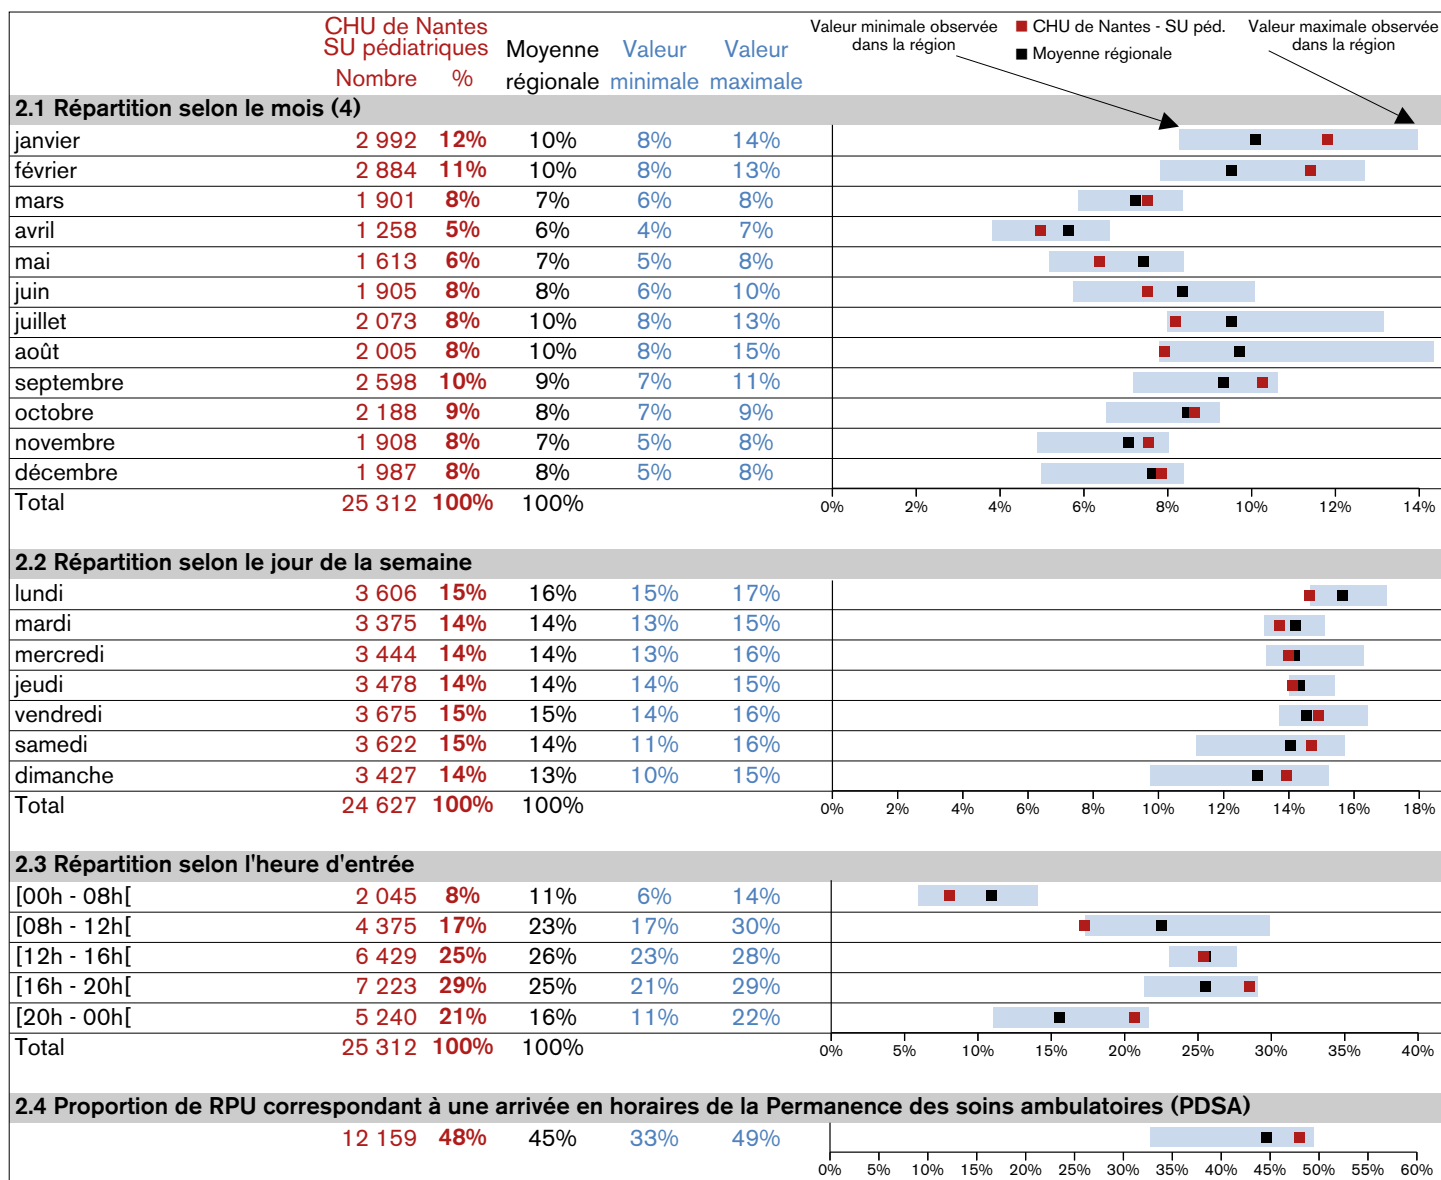 CHU de Nantes
SU pédiatriques
Nombre % Moyenne régionale Valeur minimale Valeur maximale
Valeur minimale observée dans la région
CHU de Nantes - SU péd.
Moyenne régionale
Valeur maximale observée dans la région
2.1 Répartition selon le mois (4)
janvier 2 992 12% 10% 8% 14%
février 2 884 11% 10% 8% 13%
mars 1 901 8% 7% 6% 8%
avril 1 258 5% 6% 4% 7%
mai 1 613 6% 7% 5% 8%
juin 1 905 8% 8% 6% 10%
juillet 2 073 8% 10% 8% 13%
août 2 005 8% 10% 8% 15%
septembre 2 598 10% 9% 7% 11%
octobre 2 188 9% 8% 7% 9%
novembre 1 908 8% 7% 5% 8%
décembre 1 987 8% 8% 5% 8%
Total 25 312 100% 100%
0% 2% 4% 6% 8% 10% 12% 14%
2.2 Répartition selon le jour de la semaine
lundi 3 606 15% 16% 15% 17%
mardi 3 375 14% 14% 13% 15%
mercredi 3 444 14% 14% 13% 16%
jeudi 3 478 14% 14% 14% 15%
vendredi 3 675 15% 15% 14% 16%
samedi 3 622 15% 14% 11% 16%
dimanche 3 427 14% 13% 10% 15%
Total 24 627 100% 100%
0% 2% 4% 6% 8% 10% 12% 14% 16% 18%
2.3 Répartition selon l'heure d'entrée
[00h - 08h[ 2 045 8% 11% 6% 14%
[08h - 12h[ 4 375 17% 23% 17% 30%
[12h - 16h[ 6 429 25% 26% 23% 28%
[16h - 20h[ 7 223 29% 25% 21% 29%
[20h - 00h[ 5 240 21% 16% 11% 22%
Total 25 312 100% 100%
0% 5% 10% 15% 20% 25% 30% 35% 40%
2.4 Proportion de RPU correspondant à une arrivée en horaires de la Permanence des soins ambulatoires (PDSA)
12 159 48% 45% 33% 49%
0% 5% 10% 15% 20% 25% 30% 35% 40% 45% 50% 55% 60%